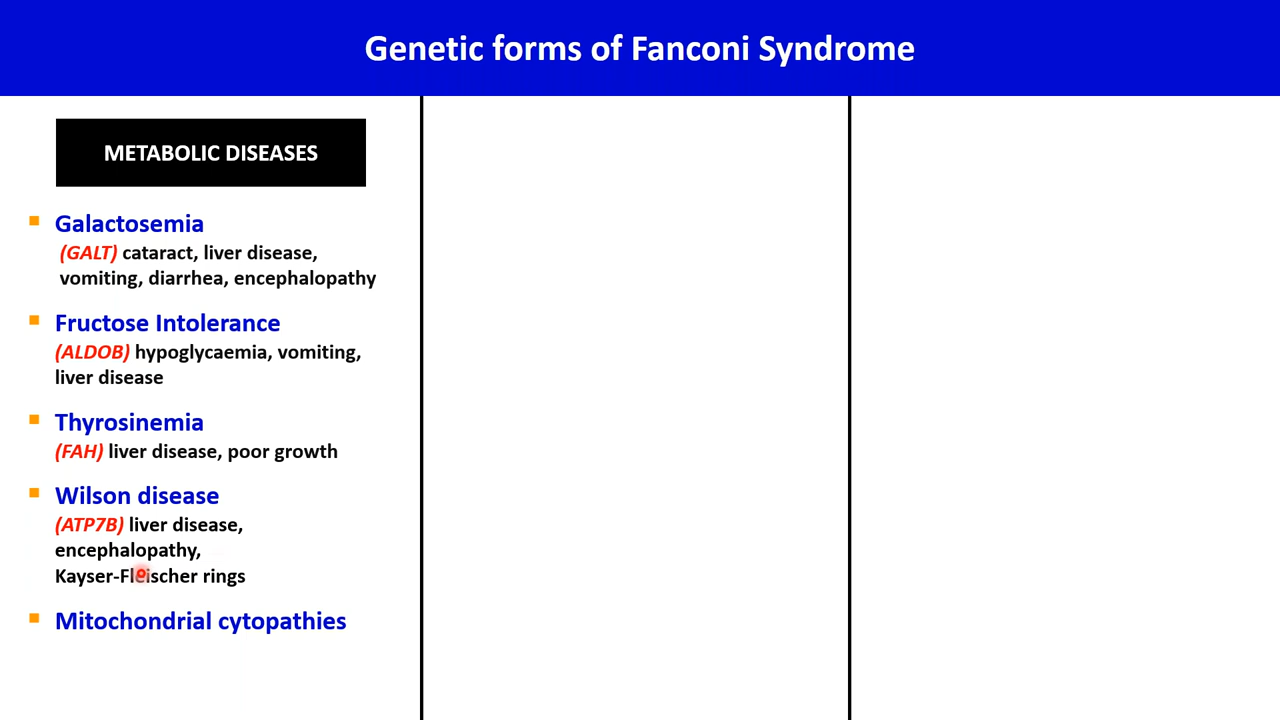 Genetic forms of Fanconi Syndrome
METABOLIC DISEASES
Galactosemia
(GALT) cataract, liver disease,
vomiting, diarrhea, encephalopathy
Fructose Intolerance
(ALDOB) hypoglycaemia, vomiting,
liver disease
Thyrosinemia
(FAH) liver disease, poor growth
Wilson disease
(ATP7B) liver disease,
encephalopathy,
Kayser-Fleischer rings
Mitochondrial cytopathies